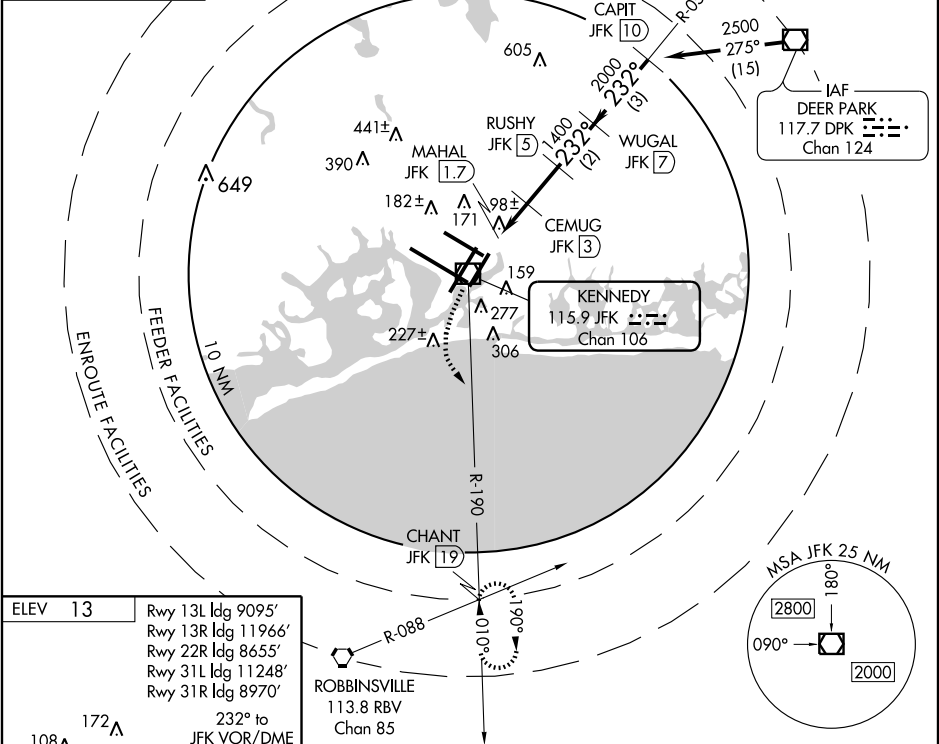 CAPIT
JFK 10
R-05
2500
275°
(15)
605
2000
232°
(3)
IAF
DEER PARK
117.7 DPK
Chan 124
441±
390
RUSHY
JFK 5
1400
232°
(2)
WUGAL
JFK 7
MAHAL
JFK 1.7
649
182±
171
98±
CEMUG
JFK 3
159
KENNEDY
115.9 JFK
Chan 106
277
227±
306
10 NM
FEEDER FACILITIES
ENROUTE FACILITIES
R-190
CHANT
JFK 19
R-088
010°
190°
ROBBINSVILLE
113.8 RBV
Chan 85
MSA JFK 25 NM
180°
2800
090°
2000
ELEV 13
Rwy 13L ldg 9095'
Rwy 13R ldg 11966'
Rwy 22R ldg 8655'
Rwy 31L ldg 11248'
Rwy 31R ldg 8970'
172
232° to
108
JFK VOR/DME